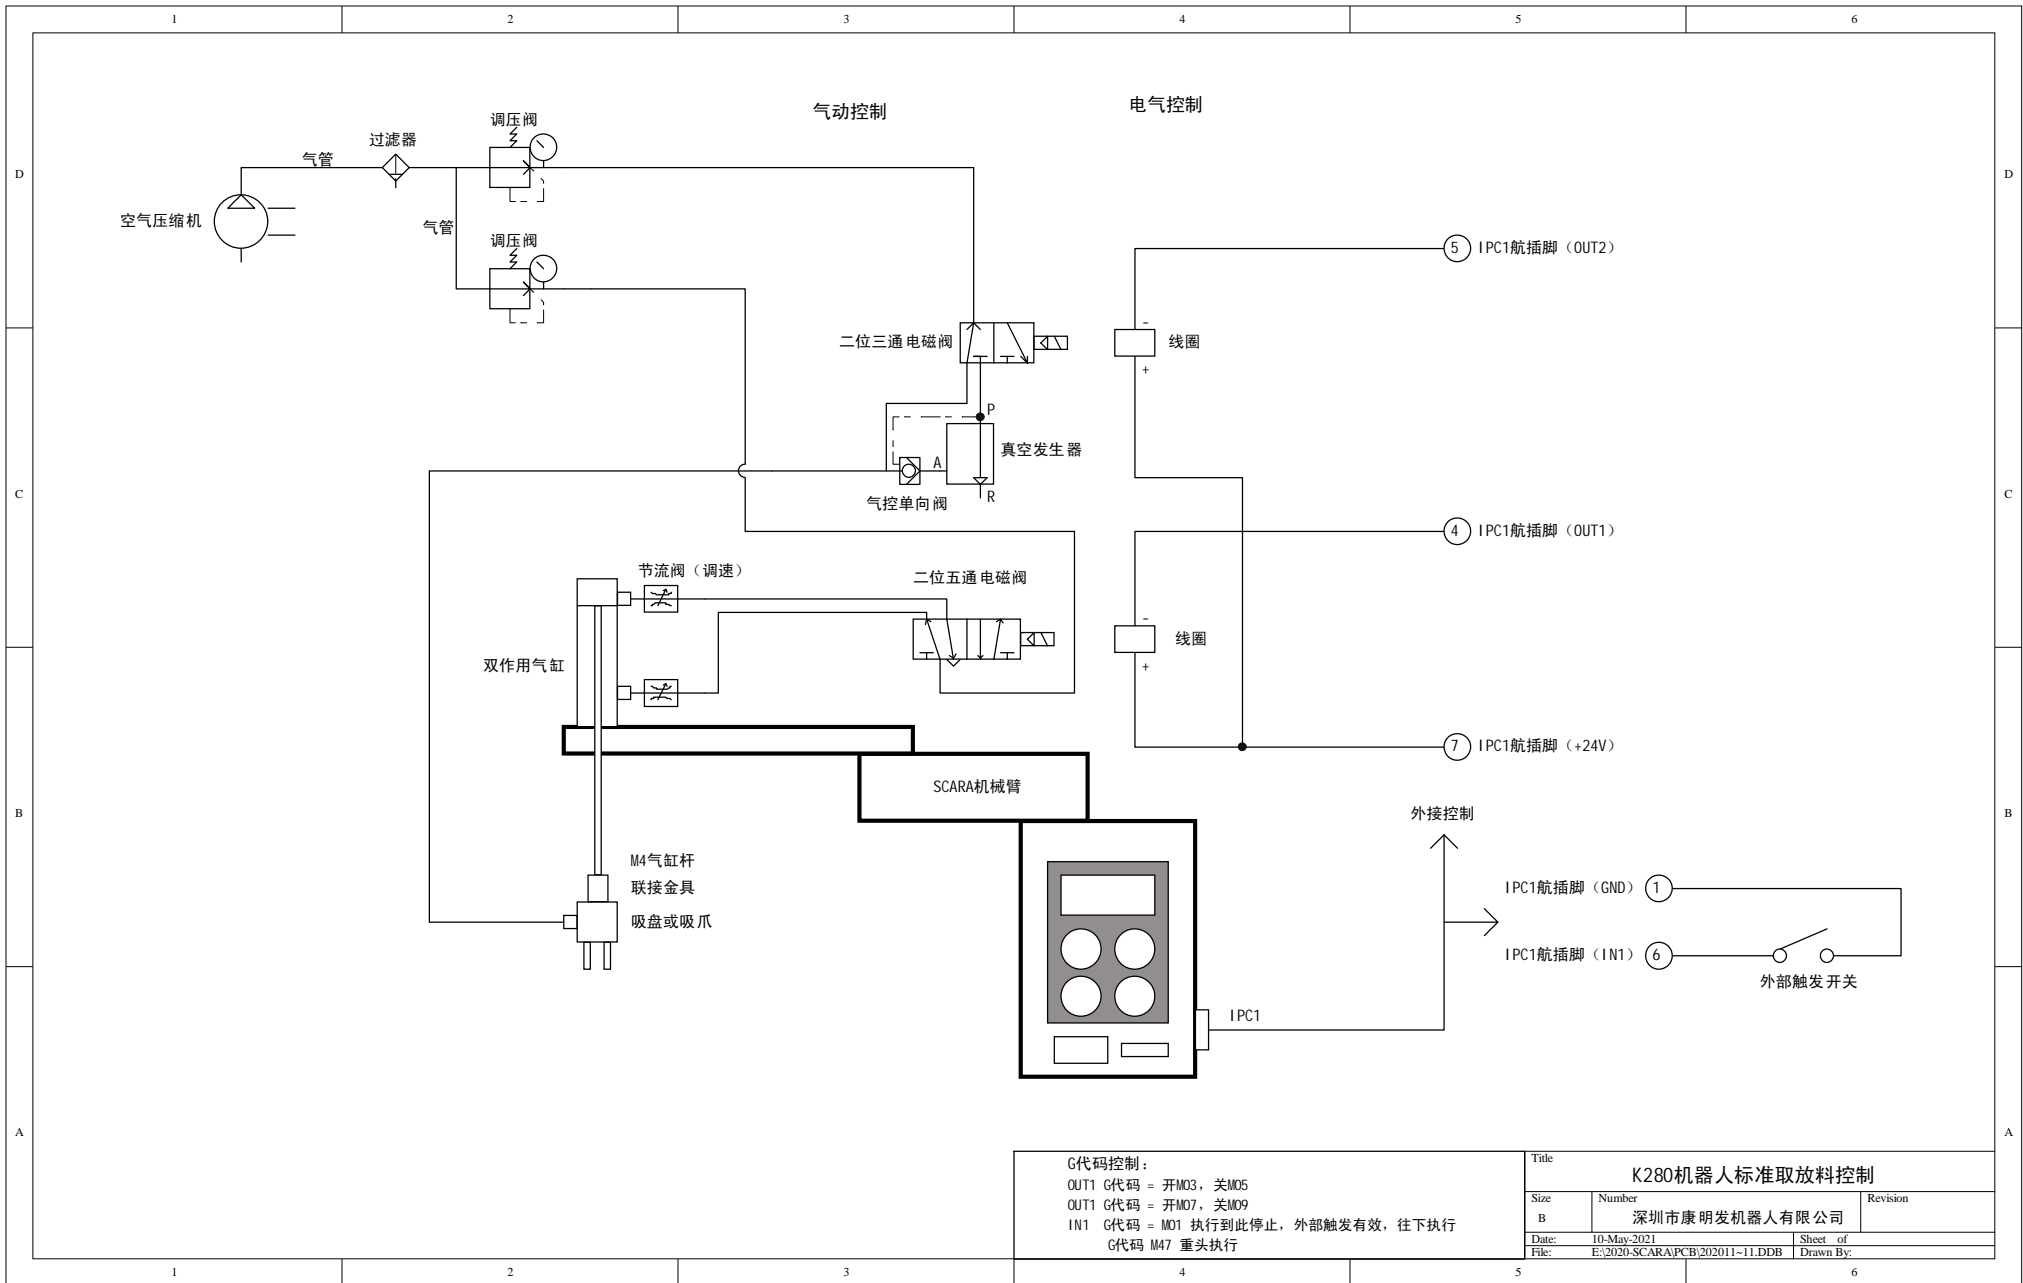 1 2 3 4 5 6
气动控制
电气控制
调压阀
过滤器
气管
D
D
空气压缩机
气管
调压阀
5 IPC1航插脚（OUT2）
二位三通电磁阀
-
线圈
+
P
真空发生器
A
C
C
R
气控单向阀
4 IPC1航插脚（OUT1）
节流阀（调速）
二位五通电磁阀
-
线圈
+
双作用气缸
7 IPC1航插脚（+24V）
SCARA机械臂
B
B
外接控制
M4气缸杆
联接金具
吸盘或吸爪
IPC1航插脚（GND） 1
IPC1航插脚（IN1） 6
外部触发开关
IPC1
A
A
G代码控制：
OUT1 G代码 = 开M03，关M05
OUT1 G代码 = 开M07，关M09
IN1 G代码 = M01 执行到此停止，外部触发有效，往下执行
G代码 M47 重头执行
Title
K280机器人标准取放料控制
Size Number Revision
B 深圳市康明发机器人有限公司
Date: 10-May-2021 Sheet of
File: E:\2020-SCARA\PCB\202011~11.DDB Drawn By:
1 2 3 4 5 6